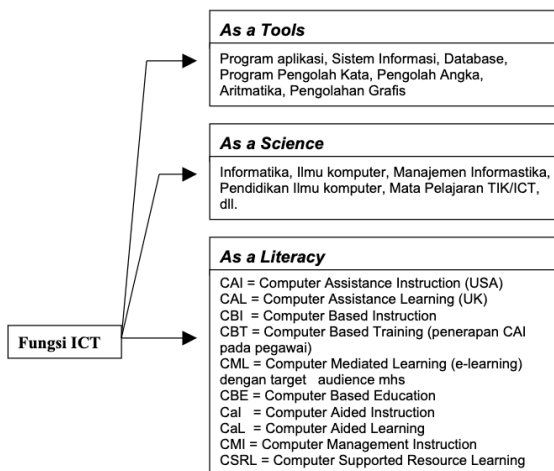 As a Tools
Program aplikasi, Sistem Informasi, Database,
Program Pengolah Kata, Pengolah Angka,
Aritmatika, Pengolahan Grafis
As a Science
Informatika, Ilmu komputer, Manajemen Informastika,
Pendidikan Ilmu komputer, Mata Pelajaran TIK/ICT,
dll.
As a Literacy
CAI = Computer Assistance Instruction (USA)
CAL = Computer Assistance Learning (UK)
CBI = Computer Based Instruction
CBT = Computer Based Training (penerapan CAI
pada pegawai)
CML = Computer Mediated Learning (e-learning)
dengan target audience mhs
CBE = Computer Based Education
CaI = Computer Aided Instruction
CaL = Computer Aided Learning
CMI = Computer Management Instruction
CSRL = Computer Supported Resource Learning
Fungsi ICT